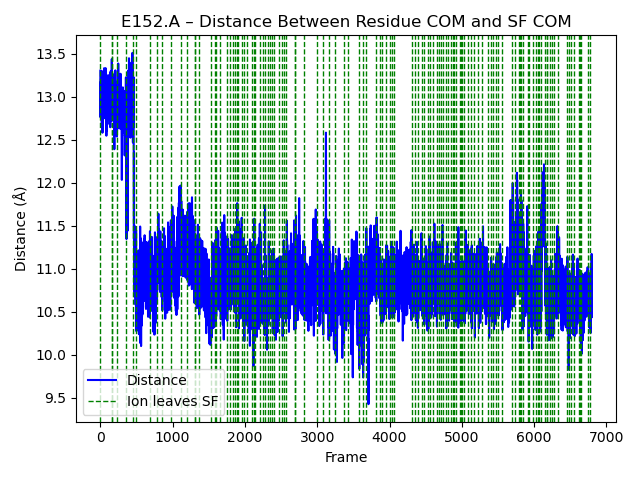 E152.A – Distance Between Residue COM and SF COM
13.5
13.0
12.5
12.0
11.5
11.0
10.5
10.0
9.5
Distance (Å)
Distance
Ion leaves SF
0 1000 2000 3000 4000 5000 6000 7000
Frame